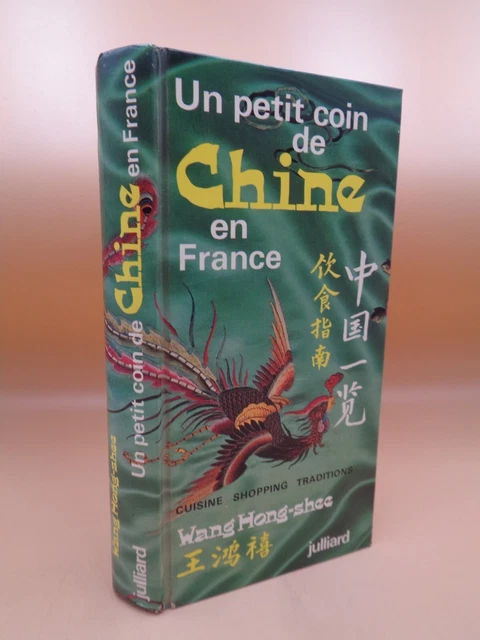 Un petit coin
de
Chine
en
France
中国一览
饮食指南
CUISINE SHOPPING TRADITIONS
Wang Hong-shee
王鸿禧
julliard
Wang Hong-shee
Un petit coin de Chine en France
julliard